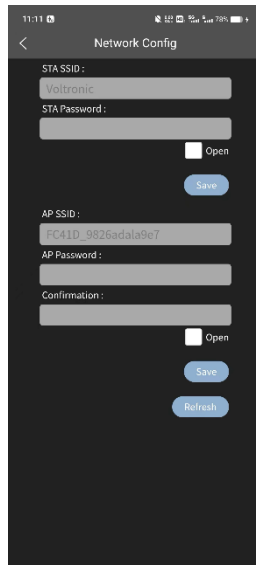 11:11
78%
Network Config
STA SSID :
Voltronic
STA Password :
Open
Save
AP SSID :
FC41D_9826adala9e7
AP Password :
Confirmation :
Open
Save
Refresh